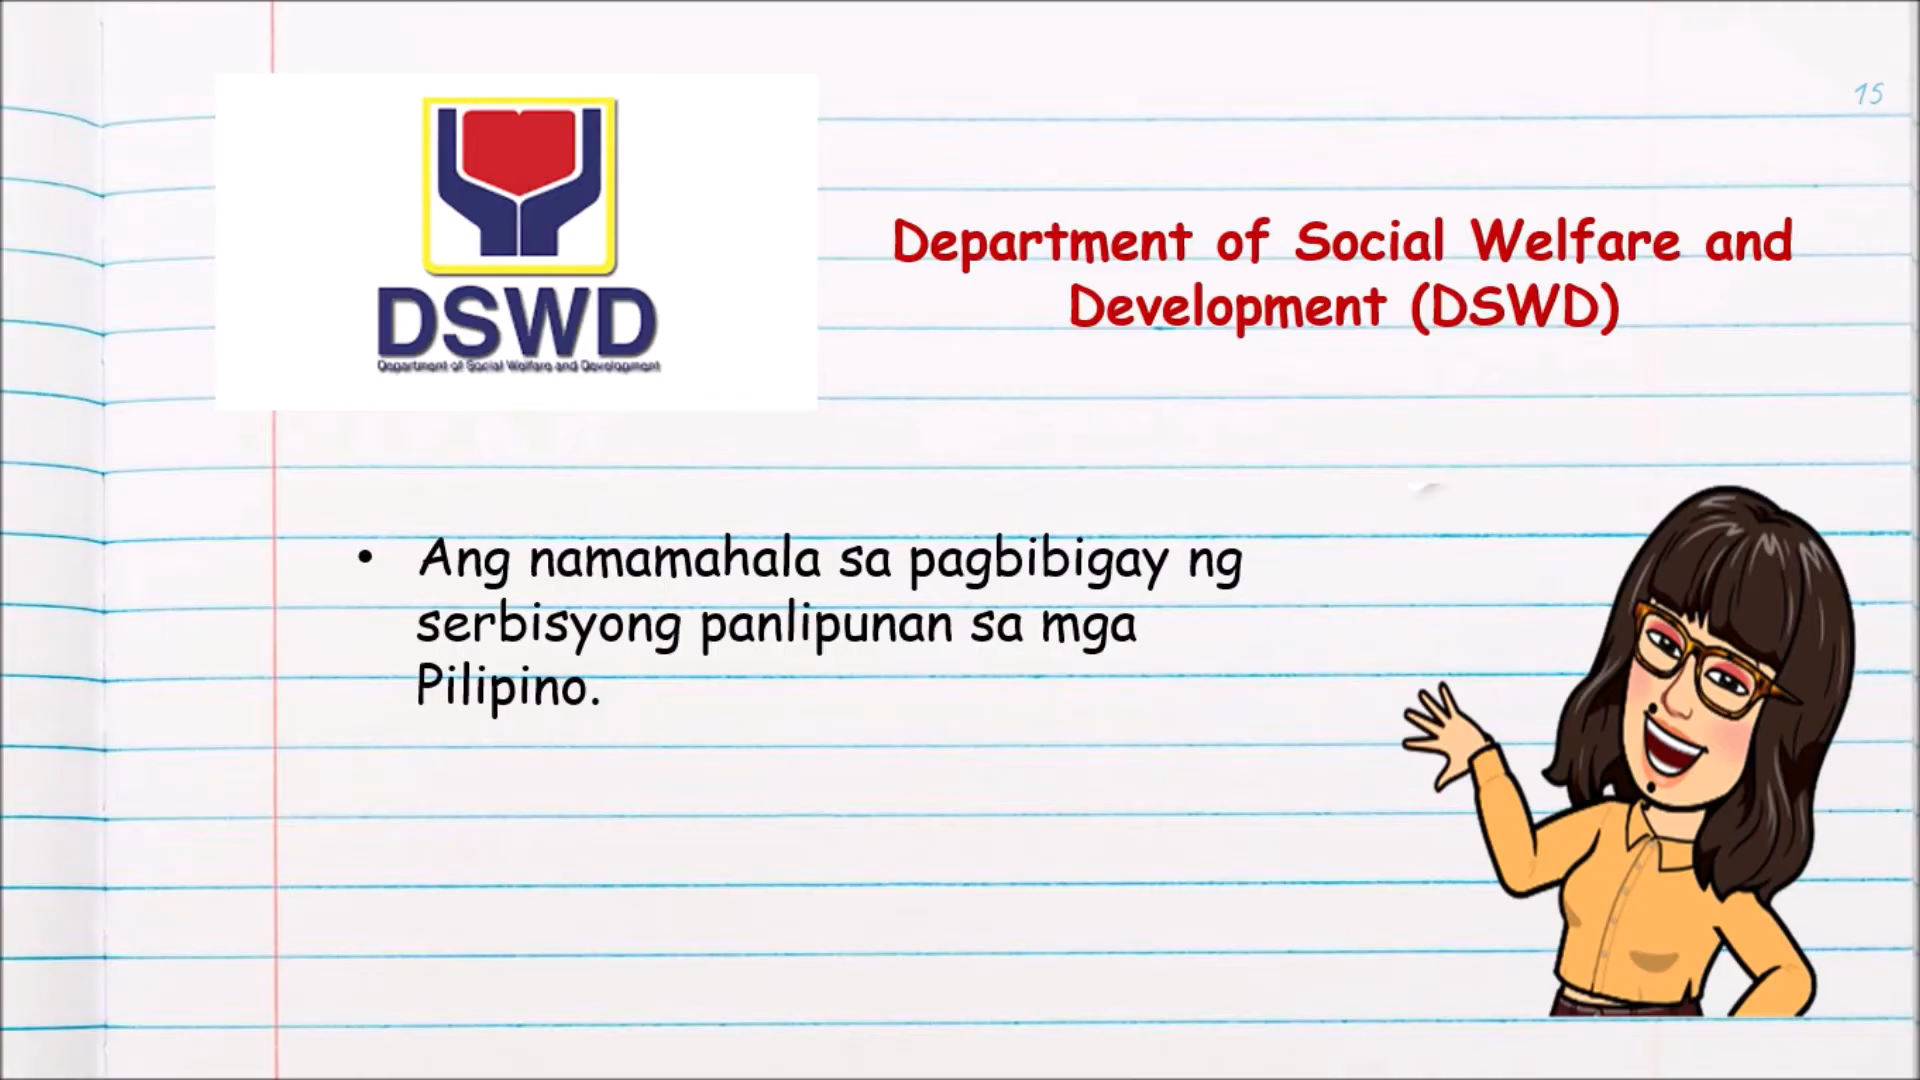 15
DSWD
Department of Social Welfare and Development
Department of Social Welfare and
Development (DSWD)
• Ang namamahala sa pagbibigay ng
serbisyong panlipunan sa mga
Pilipino.